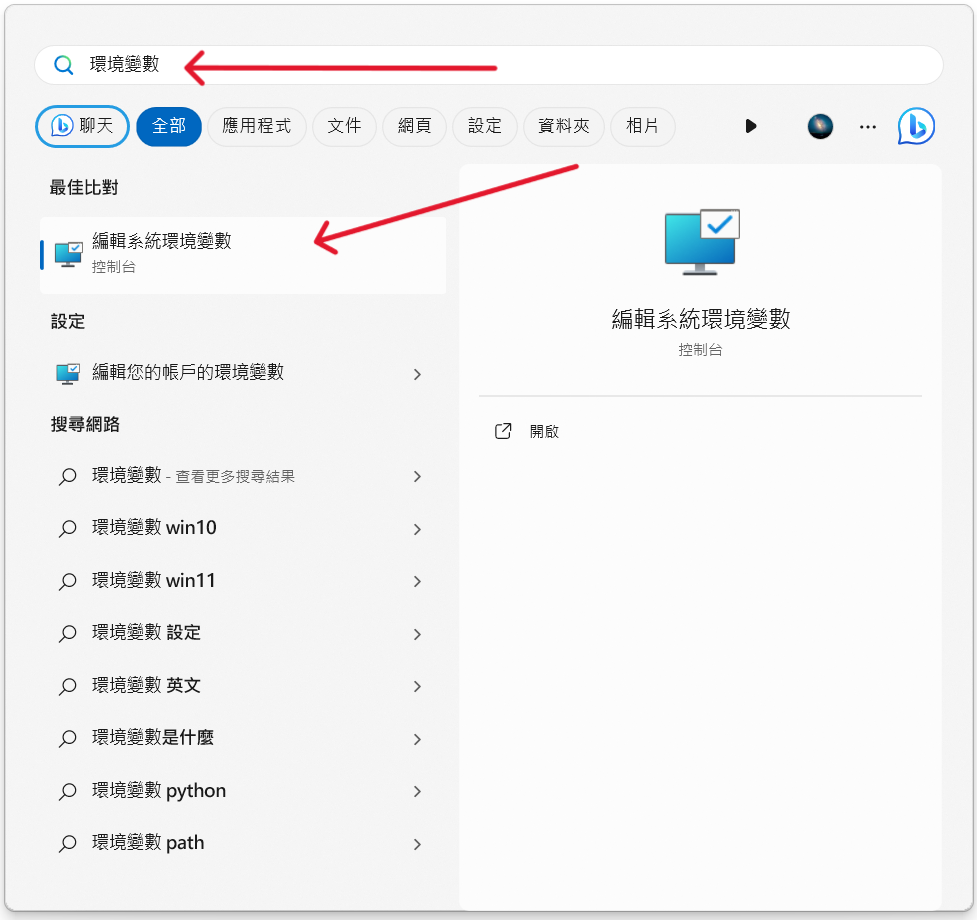 環境變數
聊天 全部 應用程式 文件 網頁 設定 資料夾 相片
最佳比對
編輯系統環境變數
控制台
設定
編輯您的帳戶的環境變數
搜尋網路
環境變數 - 查看更多搜尋結果
環境變數 win10
環境變數 win11
環境變數 設定
環境變數 英文
環境變數是什麼
環境變數 python
環境變數 path
編輯系統環境變數
控制台
開啟